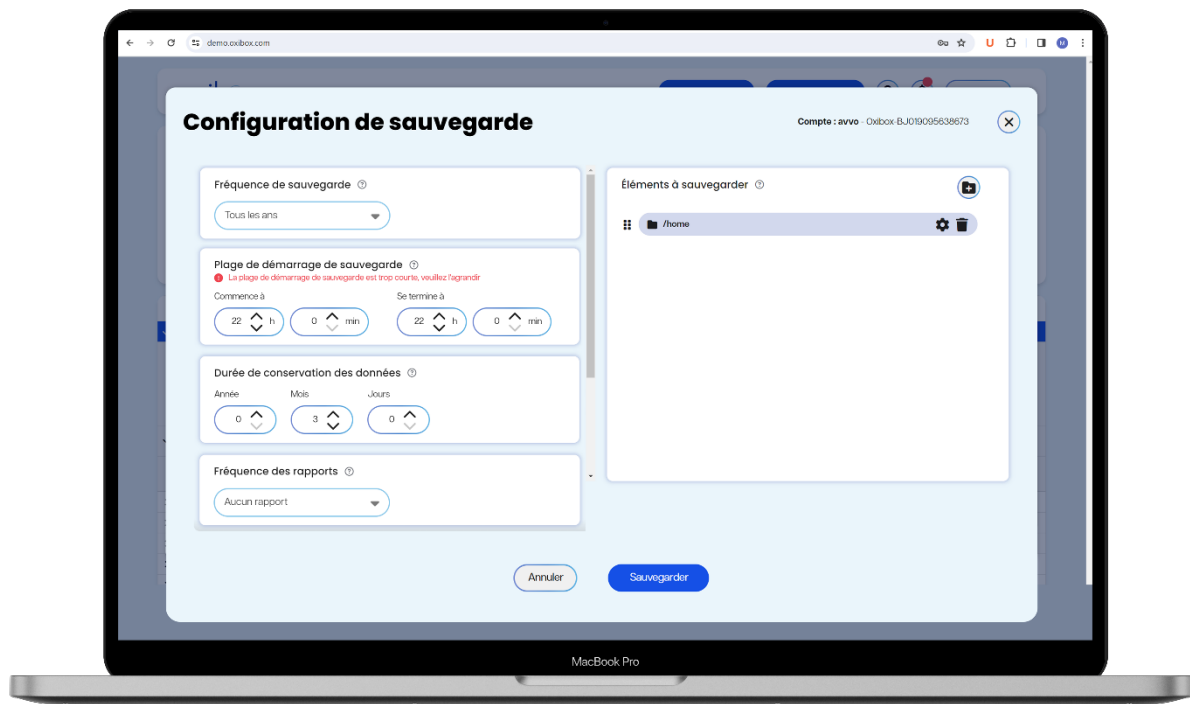 demo.oxibox.com
U
M
Configuration de sauvegarde
Compte : avvo - Oxibox-BJ019095638673
Fréquence de sauvegarde
Tous les ans
Plage de démarrage de sauvegarde
La plage de démarrage de sauvegarde est trop courte, veuillez l'agrandir
Commence à Se termine à
22 h 0 min 22 h 0 min
Durée de conservation des données
Année Mois Jours
0 3 0
Fréquence des rapports
Aucun rapport
Éléments à sauvegarder
/home
Annuler Sauvegarder
MacBook Pro